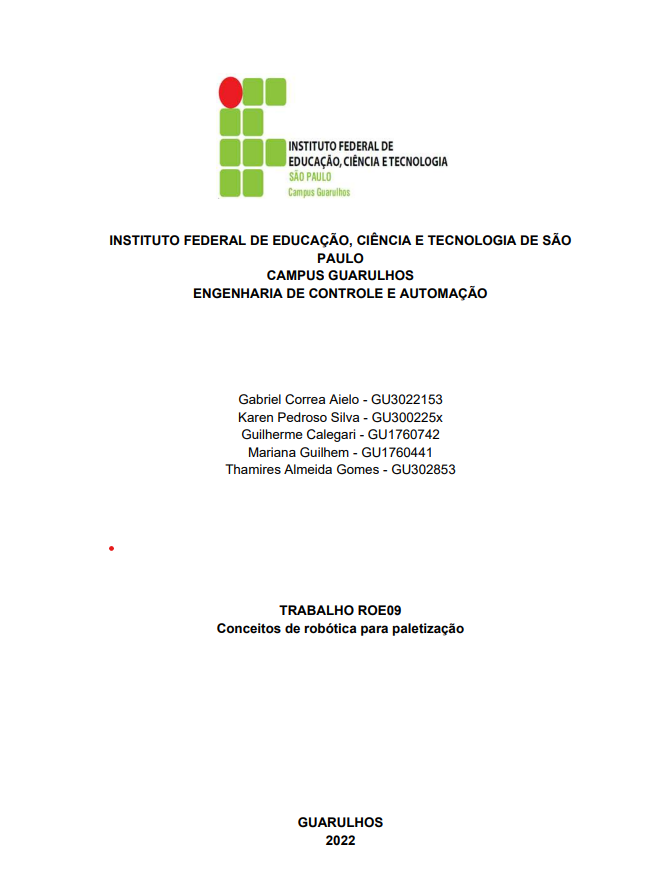 INSTITUTO FEDERAL DE
EDUCAÇÃO, CIÊNCIA E TECNOLOGIA
SÃO PAULO
Campus Guarulhos
INSTITUTO FEDERAL DE EDUCAÇÃO, CIÊNCIA E TECNOLOGIA DE SÃO
PAULO
CAMPUS GUARULHOS
ENGENHARIA DE CONTROLE E AUTOMAÇÃO
Gabriel Correa Aielo - GU3022153
Karen Pedroso Silva - GU300225x
Guilherme Calegari - GU1760742
Mariana Guilhem - GU1760441
Thamires Almeida Gomes - GU302853
TRABALHO ROE09
Conceitos de robótica para paletização
GUARULHOS
2022